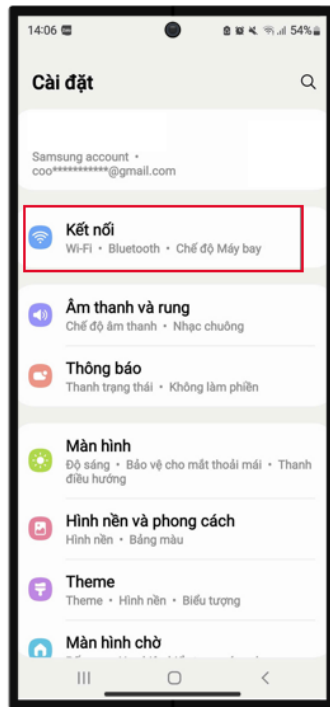 14:06
54%
Cài đặt
Samsung account •
coo***********@gmail.com
Kết nối
Wi-Fi • Bluetooth • Chế độ Máy bay
Âm thanh và rung
Chế độ âm thanh • Nhạc chuông
Thông báo
Thanh trạng thái • Không làm phiền
Màn hình
Độ sáng • Bảo vệ cho mắt thoải mái • Thanh
điều hướng
Hình nền và phong cách
Hình nền • Bảng màu
Theme
Theme • Hình nền • Biểu tượng
Màn hình chờ